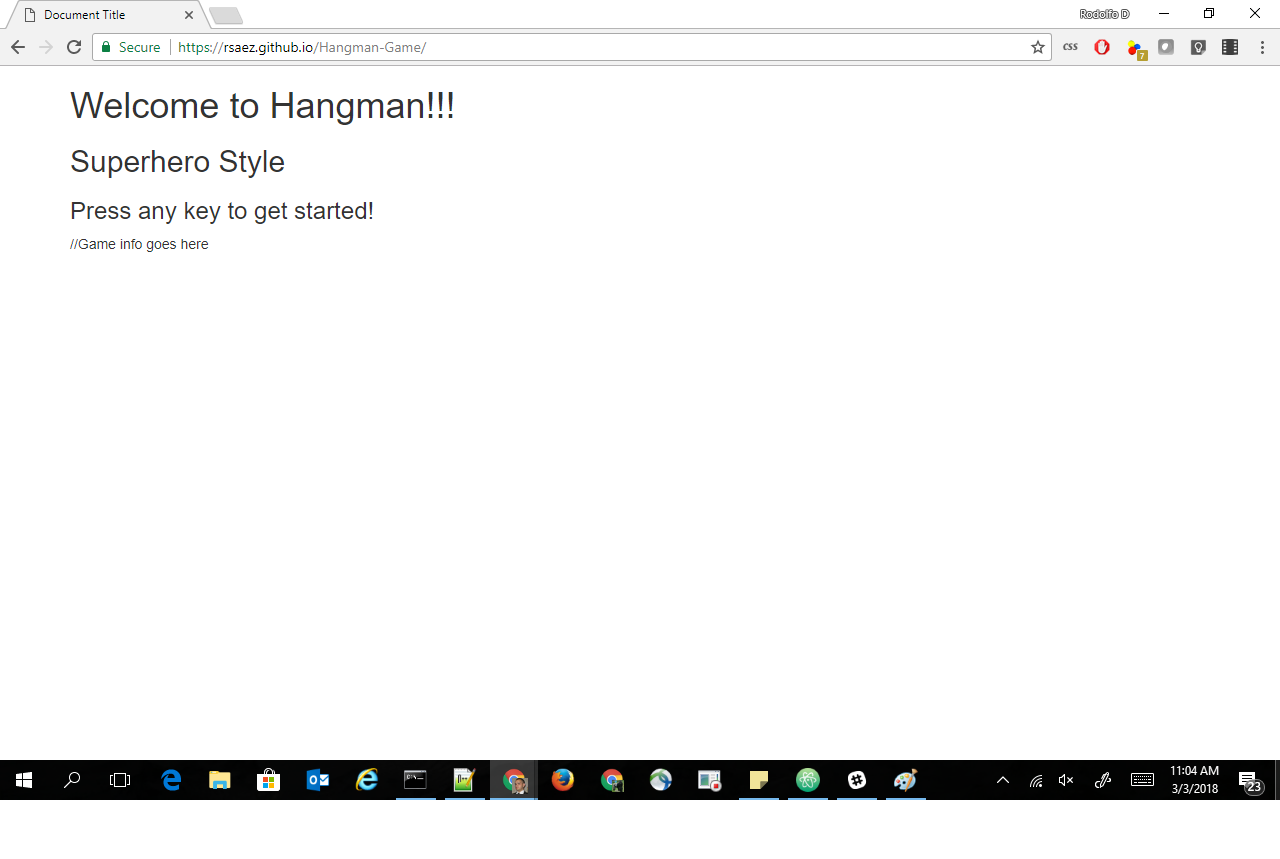 Document Title
Rodolfo D
Secure
https://rsaez.github.io/Hangman-Game/
CSS
7
Welcome to Hangman!!!
Superhero Style
Press any key to get started!
//Game info goes here
11:04 AM
3/3/2018
23